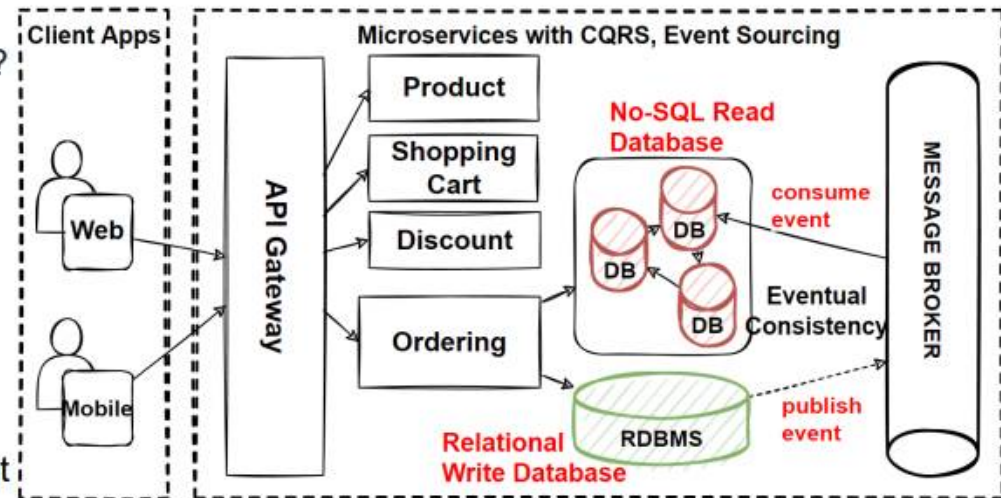 ?
Client Apps
Microservices with CQRS, Event Sourcing
Web
Mobile
API Gateway
Product
Shopping
Cart
Discount
Ordering
No-SQL Read
Database
DB
DB
DB
consume
event
Eventual
Consistency
RDBMS
Relational
Write Database
publish
event
MESSAGE BROKER
t